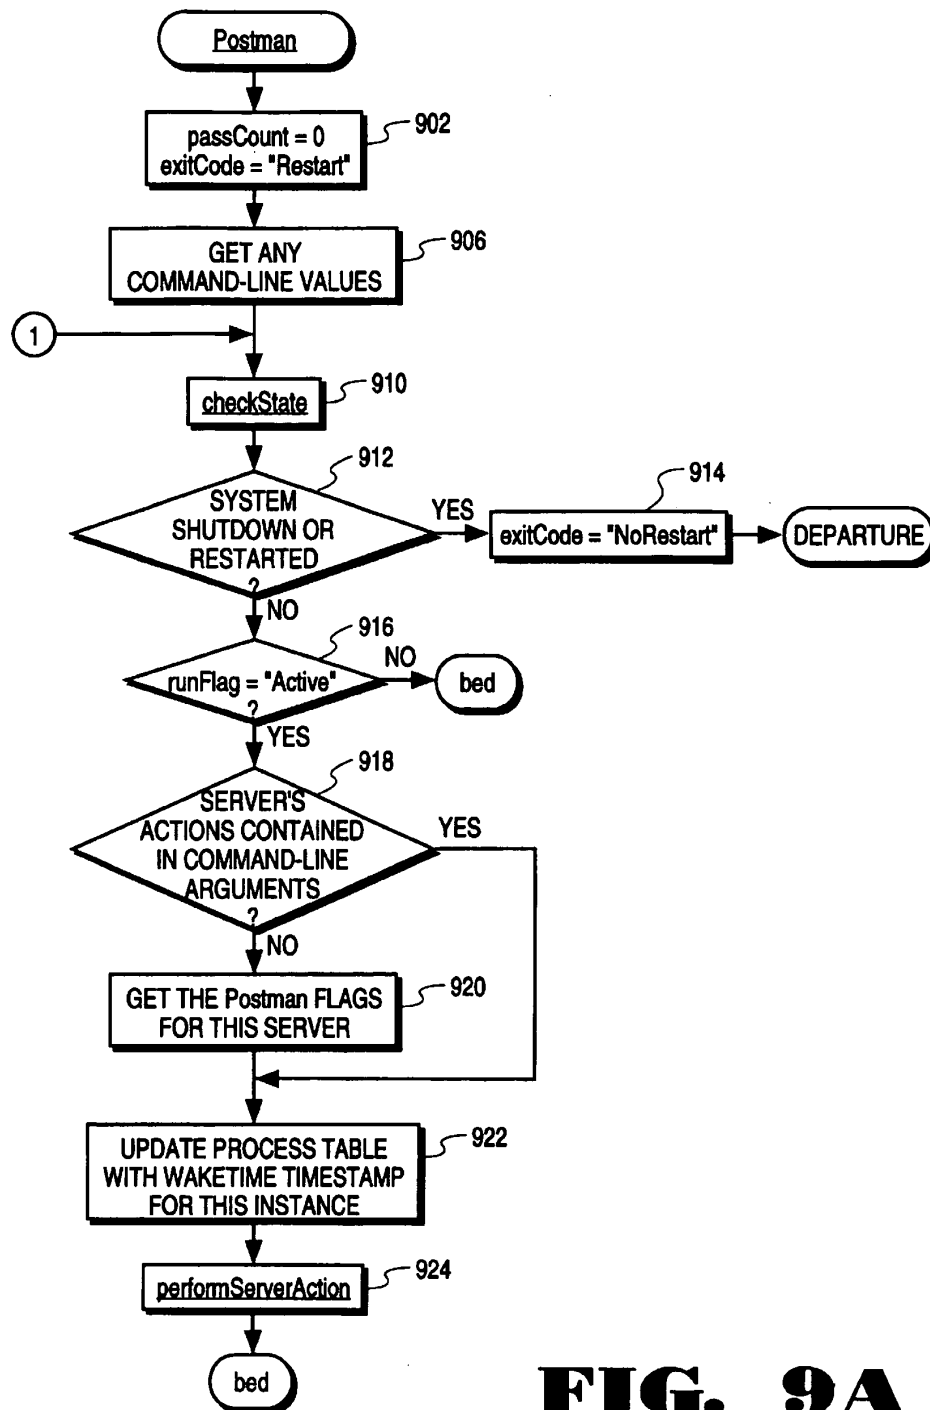 Postman
passCount = 0
exitCode = "Restart"
902
GET ANY
COMMAND-LINE VALUES
906
1
checkState
910
SYSTEM
SHUTDOWN OR
RESTARTED
?
912
YES
exitCode = "NoRestart"
914
DEPARTURE
NO
runFlag = "Active"
?
916
NO
bed
YES
SERVER'S
ACTIONS CONTAINED
IN COMMAND-LINE
ARGUMENTS
?
918
YES
NO
GET THE Postman FLAGS
FOR THIS SERVER
920
UPDATE PROCESS TABLE
WITH WAKETIME TIMESTAMP
FOR THIS INSTANCE
922
performServerAction
924
bed
FIG. 9A